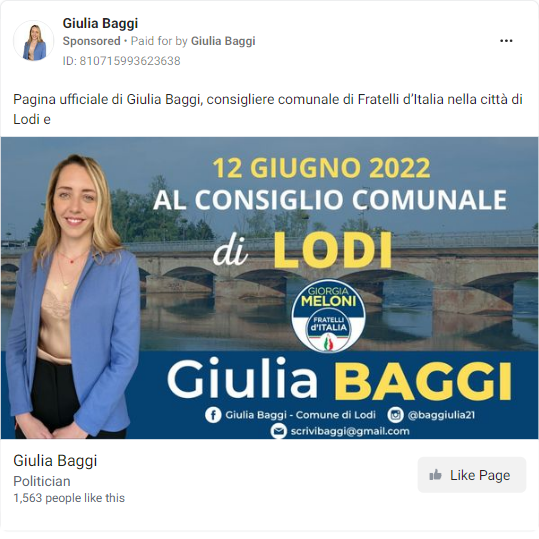 Giulia Baggi
Sponsored • Paid for by Giulia Baggi
ID: 810715993623638
Pagina ufficiale di Giulia Baggi, consigliere comunale di Fratelli d'Italia nella città di
Lodi e
12 GIUGNO 2022
AL CONSIGLIO COMUNALE
di LODI
GIORGIA
MELONI
FRATELLI
d'ITALIA
Giulia BAGGI
Giulia Baggi - Comune di Lodi @baggiulia21
scrivibaggi@gmail.com
Giulia Baggi
Politician
1,563 people like this
Like Page